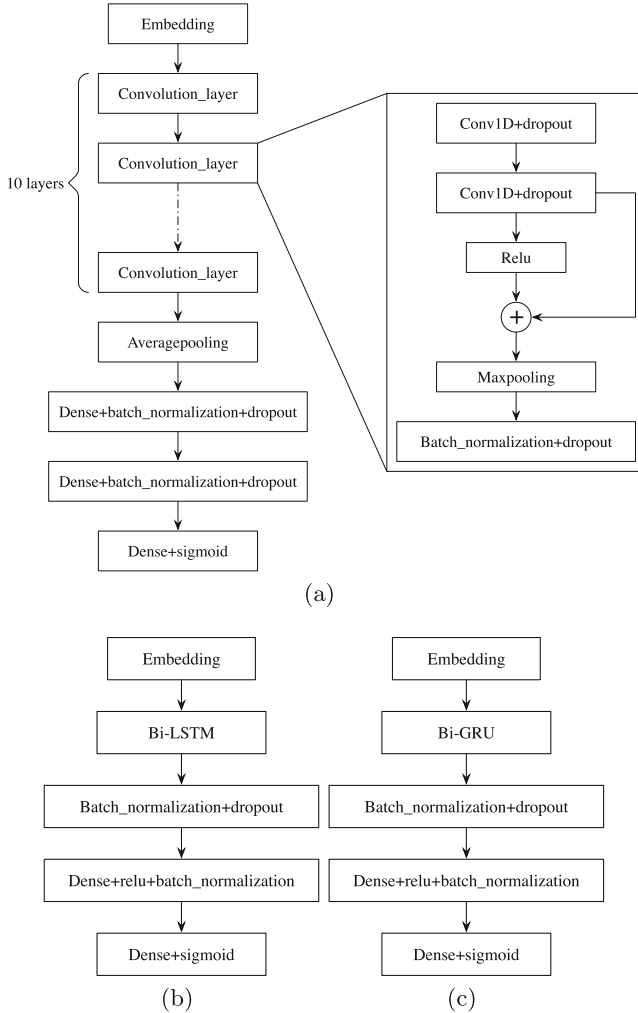 Embedding
Convolution_layer
Convolution_layer
10 layers
Convolution_layer
Averagepooling
Dense+batch_normalization+dropout
Dense+batch_normalization+dropout
Dense+sigmoid
Conv1D+dropout
Conv1D+dropout
Relu
+
Maxpooling
Batch_normalization+dropout
(a)
Embedding
Bi-LSTM
Batch_normalization+dropout
Dense+relu+batch_normalization
Dense+sigmoid
(b)
Embedding
Bi-GRU
Batch_normalization+dropout
Dense+relu+batch_normalization
Dense+sigmoid
(c)